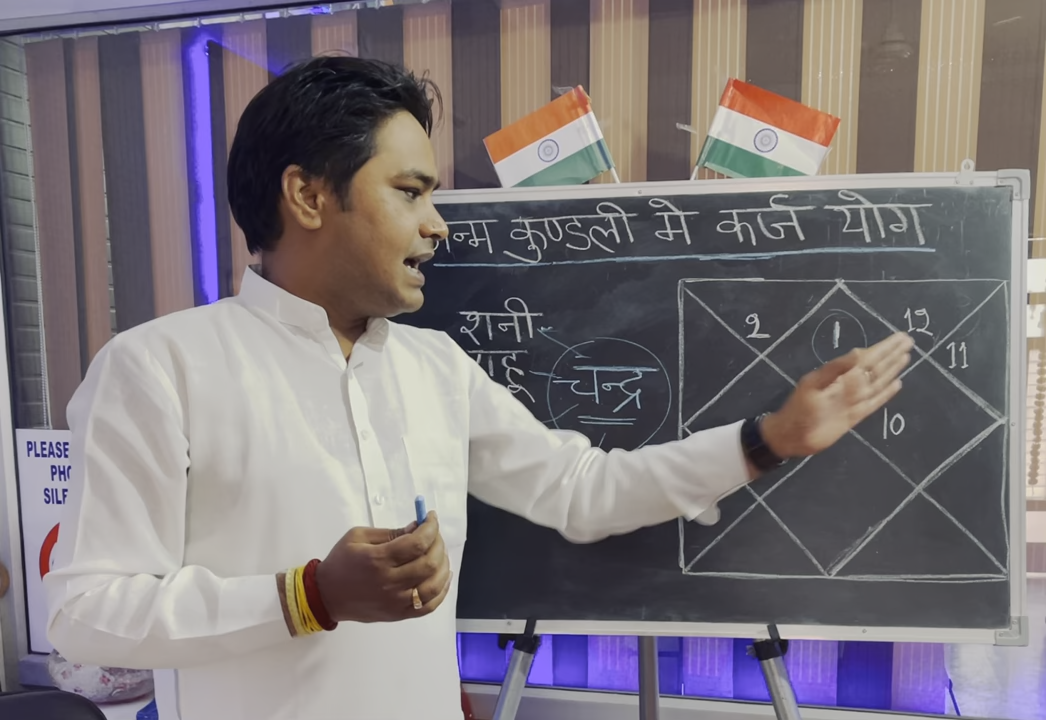 न्म कुण्डली मे कर्ज योग
शनी
राहू
चन्द्र
2
1
12
11
10
PLEASE
PHO
SILE